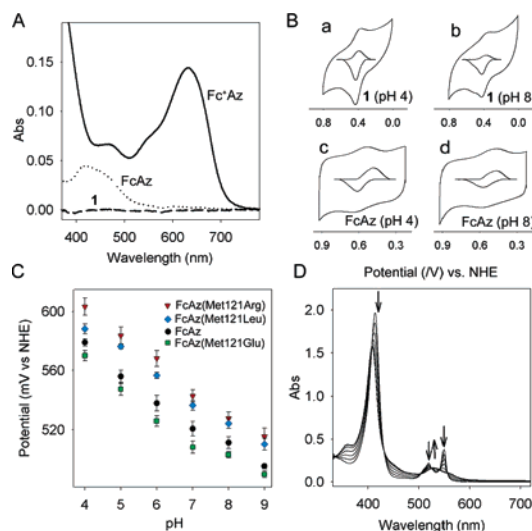 A
0.15
0.10
0.05
0.00
Abs
Fc⁺Az
FcAz
1
400 500 600 700
Wavelength (nm)
B
a
b
1 (pH 4)
1 (pH 8)
0.8 0.4 0.0
0.8 0.4 0.0
c
d
FcAz (pH 4)
FcAz (pH 8)
0.9 0.6 0.3
0.9 0.6 0.3
Potential (/V) vs. NHE
C
600
560
520
Potential (mV vs NHE)
FcAz(Met121Arg)
FcAz(Met121Leu)
FcAz
FcAz(Met121Glu)
4 5 6 7 8 9
pH
D
2.0
1.5
1.0
0.5
0.0
Abs
400 500 600 700
Wavelength (nm)